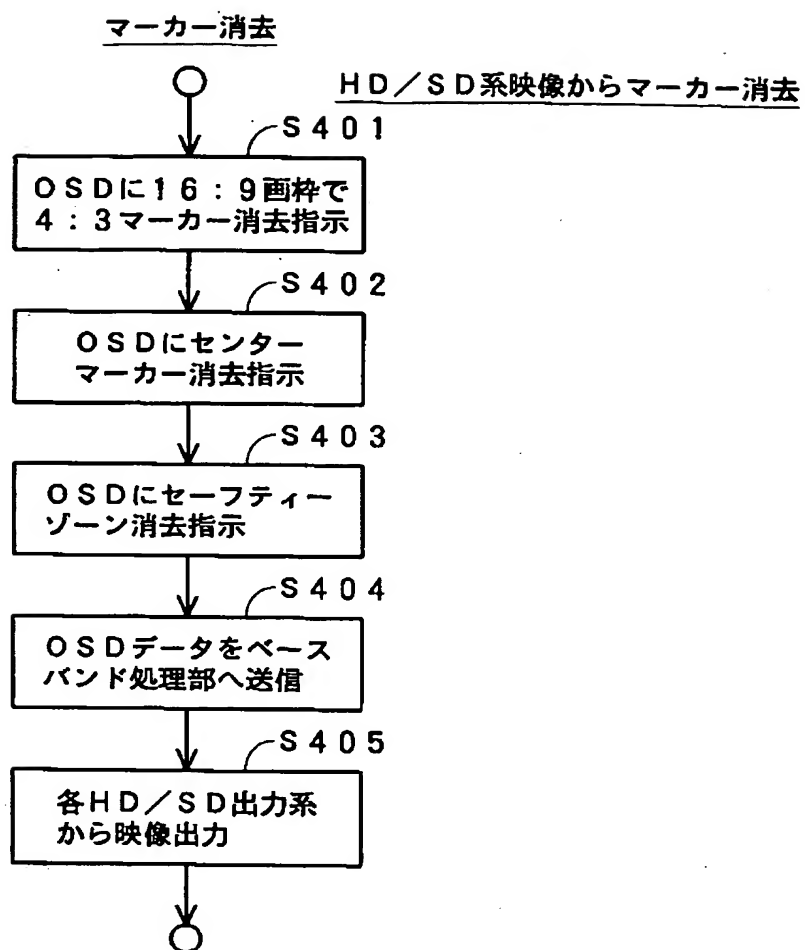 マーカー消去
HD／SD系映像からマーカー消去
S401
OSDに16：9画枠で
4：3マーカー消去指示
S402
OSDにセンター
マーカー消去指示
S403
OSDにセーフティー
ゾーン消去指示
S404
OSDデータをベース
バンド処理部へ送信
S405
各HD／SD出力系
から映像出力